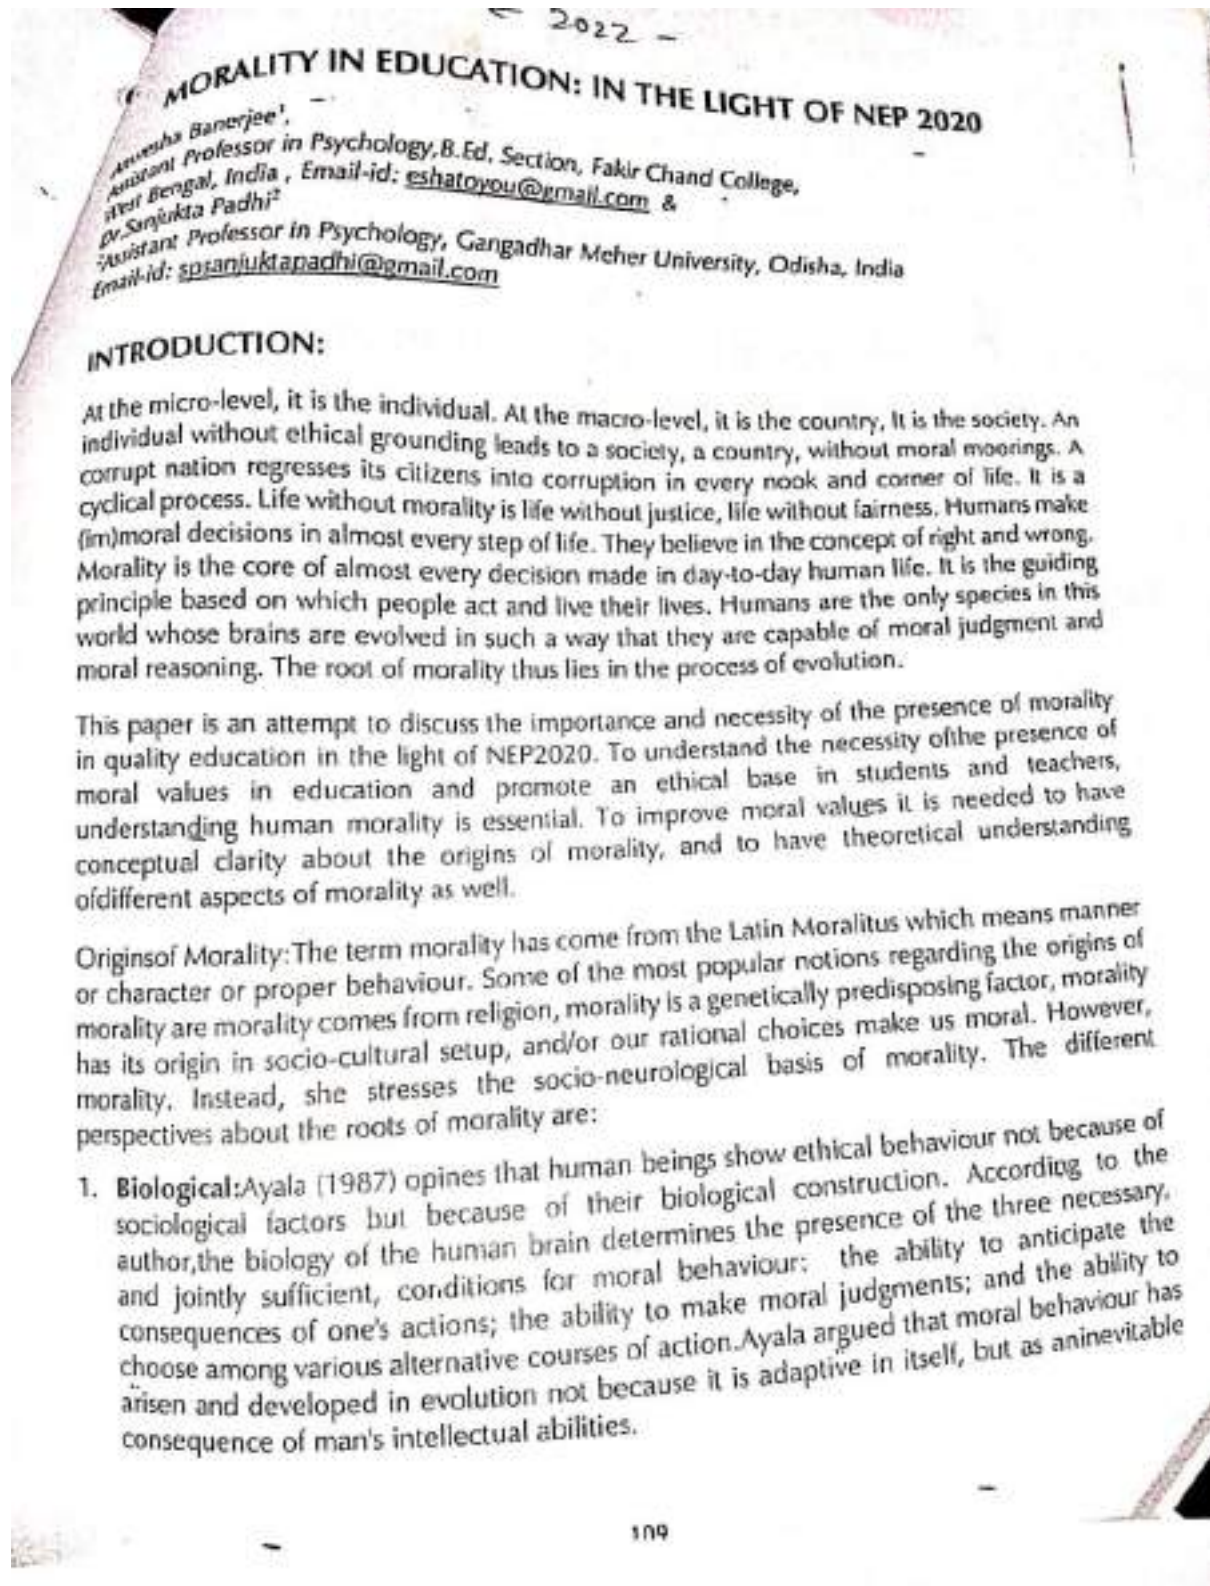 2022 -
MORALITY IN EDUCATION: IN THE LIGHT OF NEP 2020
Anwesha Banerjee¹,
Assistant Professor in Psychology,B.Ed. Section, Fakir Chand College,
West Bengal, India , Email-id: eshatoyou@gmail.com &
Dr.Sanjukta Padhi²
²Assistant Professor in Psychology, Gangadhar Meher University, Odisha, India
Email-id: spsanjuktapadhi@gmail.com
INTRODUCTION:
At the micro-level, it is the individual. At the macro-level, it is the country, It is the society. An
individual without ethical grounding leads to a society, a country, without moral moorings. A
corrupt nation regresses its citizens into corruption in every nook and corner of life. It is a
cyclical process. Life without morality is life without justice, life without fairness. Humans make
(im)moral decisions in almost every step of life. They believe in the concept of right and wrong.
Morality is the core of almost every decision made in day-to-day human life. It is the guiding
principle based on which people act and live their lives. Humans are the only species in this
world whose brains are evolved in such a way that they are capable of moral judgment and
moral reasoning. The root of morality thus lies in the process of evolution.
This paper is an attempt to discuss the importance and necessity of the presence of morality
in quality education in the light of NEP2020. To understand the necessity ofthe presence of
moral values in education and promote an ethical base in students and teachers,
understanding human morality is essential. To improve moral values it is needed to have
conceptual clarity about the origins of morality, and to have theoretical understanding
ofdifferent aspects of morality as well.
Originsof Morality:The term morality has come from the Latin Moralitus which means manner
or character or proper behaviour. Some of the most popular notions regarding the origins of
morality are morality comes from religion, morality is a genetically predisposing factor, morality
has its origin in socio-cultural setup, and/or our rational choices make us moral. However,
morality. Instead, she stresses the socio-neurological basis of morality. The different
perspectives about the roots of morality are:
1. Biological:Ayala (1987) opines that human beings show ethical behaviour not because of
sociological factors but because of their biological construction. According to the
author,the biology of the human brain determines the presence of the three necessary,
and jointly sufficient, conditions for moral behaviour: the ability to anticipate the
consequences of one's actions; the ability to make moral judgments; and the ability to
choose among various alternative courses of action.Ayala argued that moral behaviour has
arisen and developed in evolution not because it is adaptive in itself, but as aninevitable
consequence of man's intellectual abilities.
109